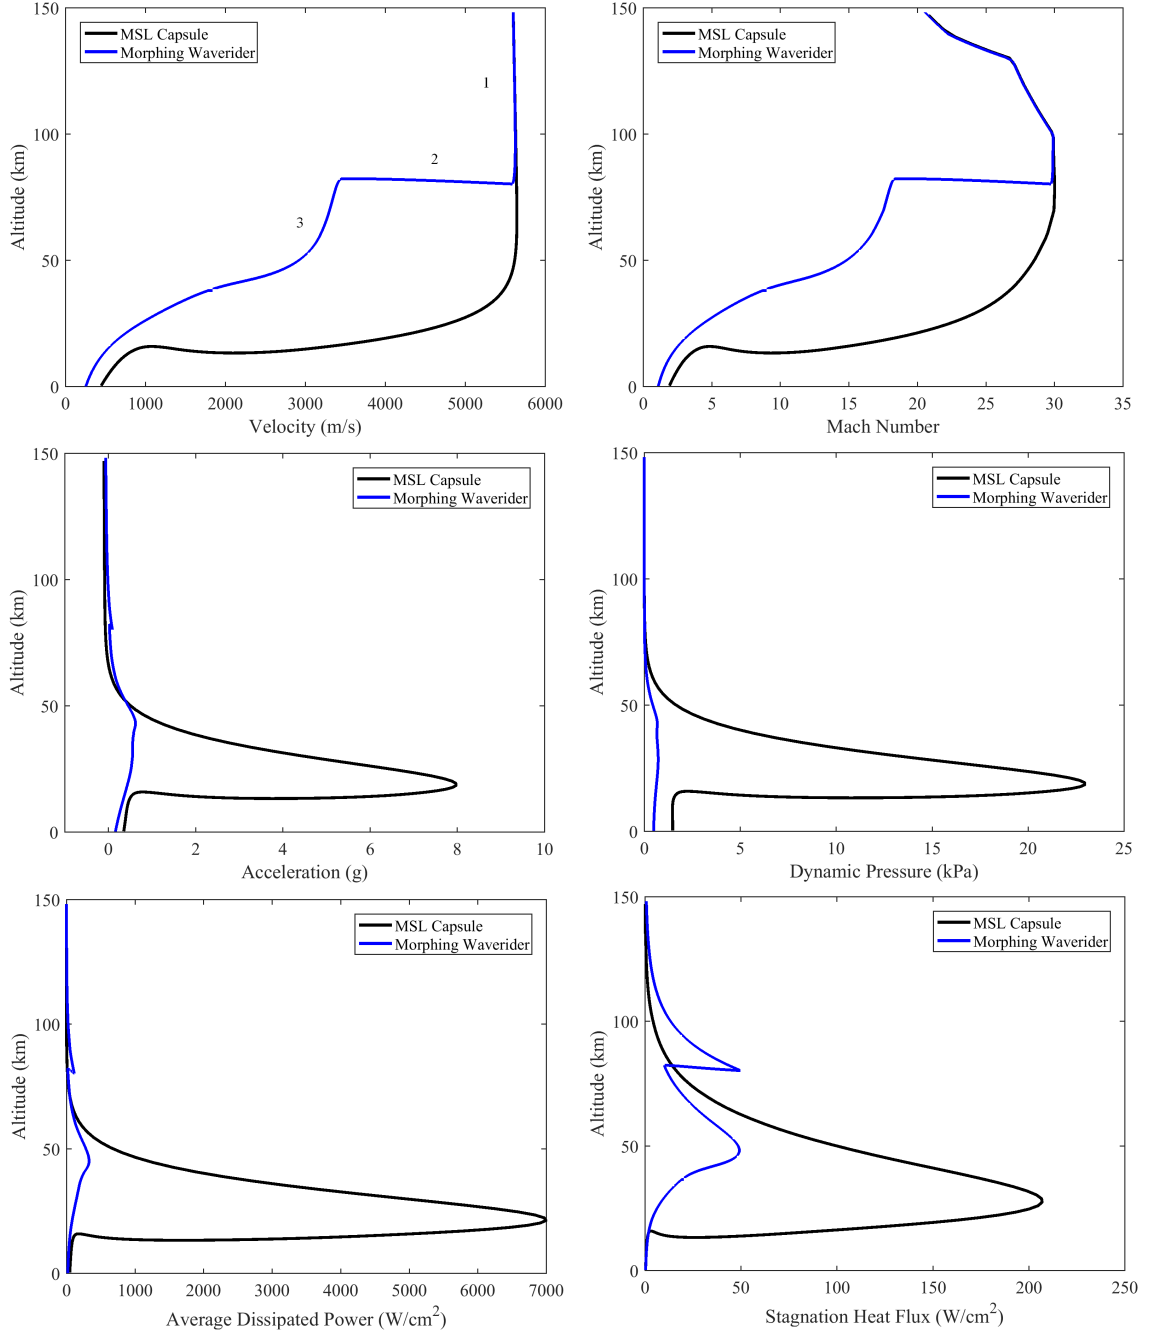 150
100
50
0
Altitude (km)
MSL Capsule
Morphing Waverider
1
2
3
0 1000 2000 3000 4000 5000 6000
Velocity (m/s)
150
100
50
0
Altitude (km)
MSL Capsule
Morphing Waverider
0 5 10 15 20 25 30 35
Mach Number
150
100
50
0
Altitude (km)
MSL Capsule
Morphing Waverider
0 2 4 6 8 10
Acceleration (g)
150
100
50
0
Altitude (km)
MSL Capsule
Morphing Waverider
0 5 10 15 20 25
Dynamic Pressure (kPa)
150
100
50
0
Altitude (km)
MSL Capsule
Morphing Waverider
0 1000 2000 3000 4000 5000 6000 7000
Average Dissipated Power (W/cm²)
150
100
50
0
Altitude (km)
MSL Capsule
Morphing Waverider
0 50 100 150 200 250
Stagnation Heat Flux (W/cm²)